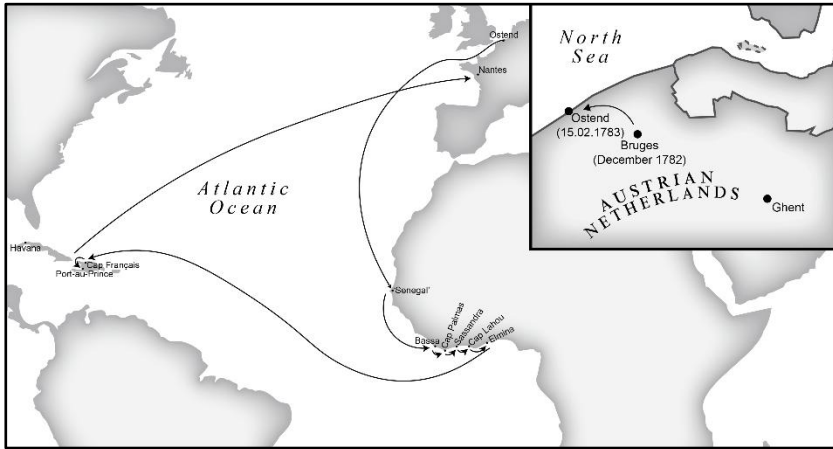 Ostend
Nantes
Atlantic
Ocean
Havana
Cap Français
Port-au-Prince
'Senegal'
Bassa
Cap Palmas
Sassandra
Cap Lahou
Elmina
North
Sea
Ostend
(15.02.1783)
Bruges
(December 1782)
AUSTRIAN
NETHERLANDS
Ghent